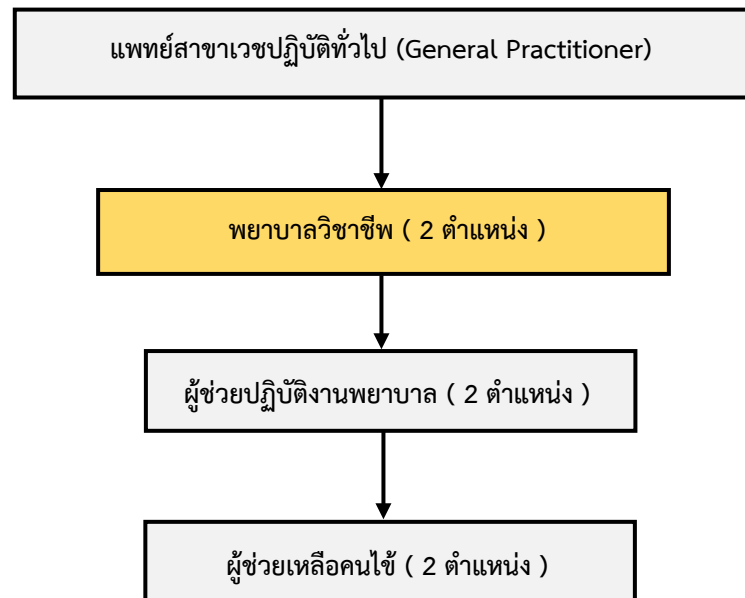 แพทย์สาขาเวชปฏิบัติทั่วไป (General Practitioner)
พยาบาลวิชาชีพ ( 2 ตำแหน่ง )
ผู้ช่วยปฏิบัติงานพยาบาล ( 2 ตำแหน่ง )
ผู้ช่วยเหลือคนไข้ ( 2 ตำแหน่ง )